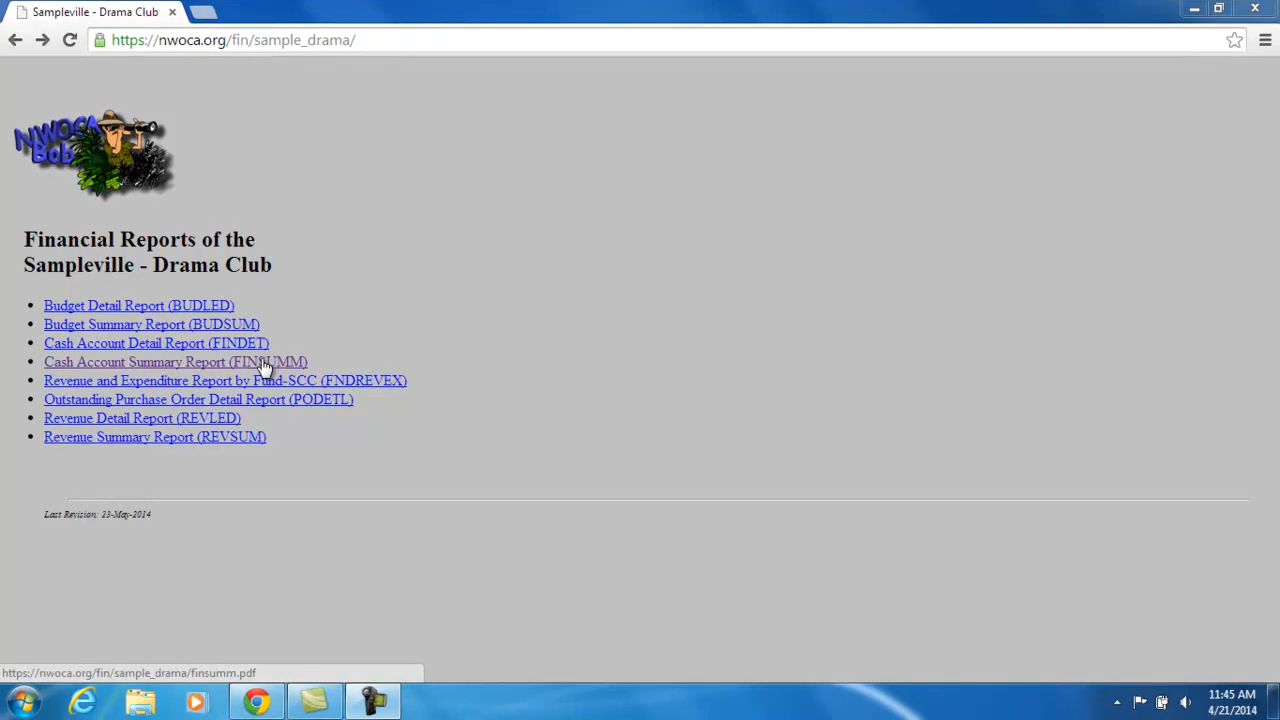 Sampleville - Drama Club
https://nwoca.org/fin/sample_drama/
NWOCA
Bob
Financial Reports of the
Sampleville - Drama Club
• Budget Detail Report (BUDLED)
• Budget Summary Report (BUDSUM)
• Cash Account Detail Report (FINDET)
• Cash Account Summary Report (FINSUMM)
• Revenue and Expenditure Report by Fund-SCC (FNDREVEX)
• Outstanding Purchase Order Detail Report (PODETL)
• Revenue Detail Report (REVLED)
• Revenue Summary Report (REVSUM)
Last Revision: 23-May-2014
https://nwoca.org/fin/sample_drama/finsumm.pdf
11:45 AM
4/21/2014